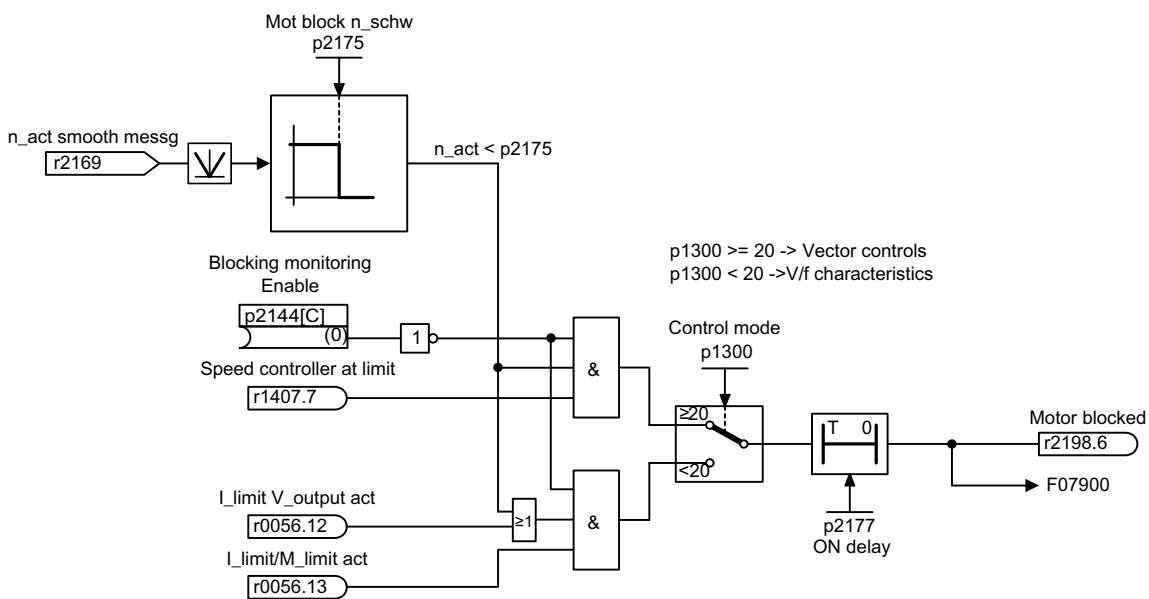 Mot block n_schw
p2175
n_act smooth messg
r2169
n_act < p2175
Blocking monitoring
Enable
p2144[C]
(0)
1
Speed controller at limit
r1407.7
&
p1300 >= 20 -> Vector controls
p1300 < 20 ->V/f characteristics
Control mode
p1300
≥20
<20
T 0
p2177
ON delay
Motor blocked
r2198.6
F07900
I_limit V_output act
r0056.12
≥1
&
I_limit/M_limit act
r0056.13